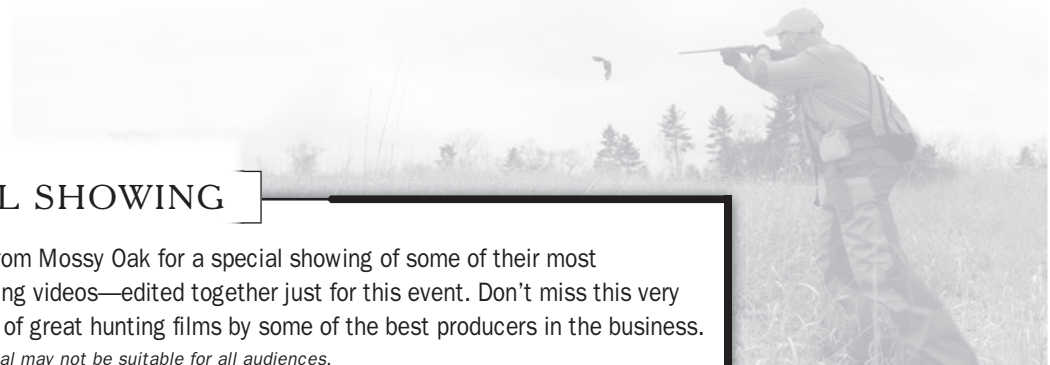 L SHOWING
rom Mossy Oak for a special showing of some of their most
ng videos—edited together just for this event. Don’t miss this very
of great hunting films by some of the best producers in the business.
al may not be suitable for all audiences.